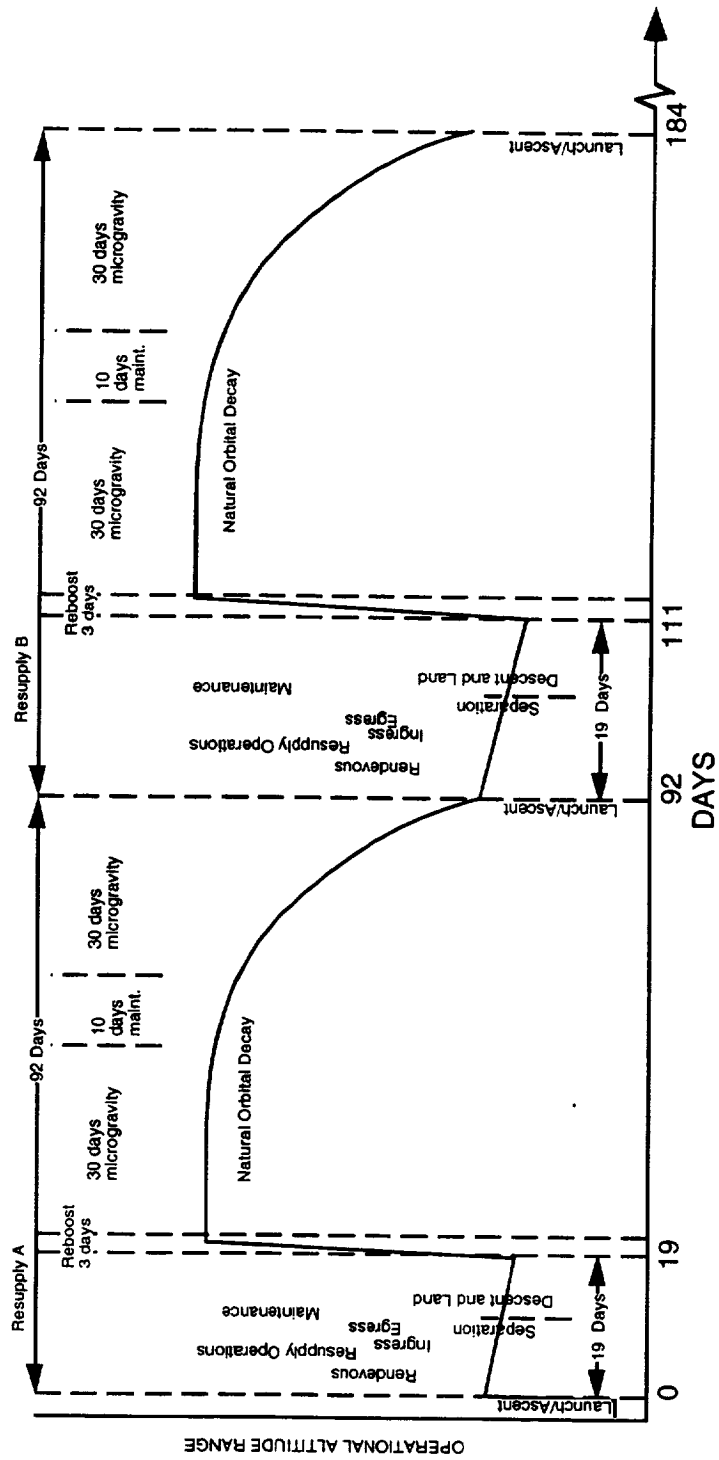 Resupply A
Resupply B
92 Days
92 Days
Reboost
3 days
30 days
microgravity
10
days
maint.
30 days
microgravity
Reboost
3 days
30 days
microgravity
10
days
maint.
30 days
microgravity
OPERATIONAL ALTITUDE RANGE
Launch/Ascent
Rendevous
Resupply Operations
Ingress
Egress
Maintenance
Separation
Descent and Land
Natural Orbital Decay
Launch/Ascent
Rendevous
Resupply Operations
Ingress
Egress
Maintenance
Separation
Descent and Land
Natural Orbital Decay
Launch/Ascent
19 Days
19 Days
0
19
92
111
184
DAYS